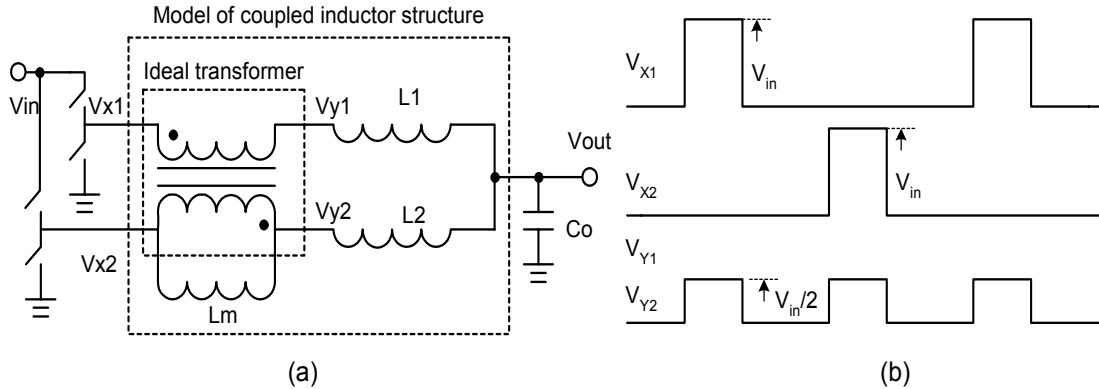 Model of coupled inductor structure
Ideal transformer
Vin
Vx1
Vy1
L1
Vout
Vx2
Vy2
L2
Co
Lm
(a)
V_X1
V_in
V_X2
V_in
V_Y1
V_Y2
V_in/2
(b)